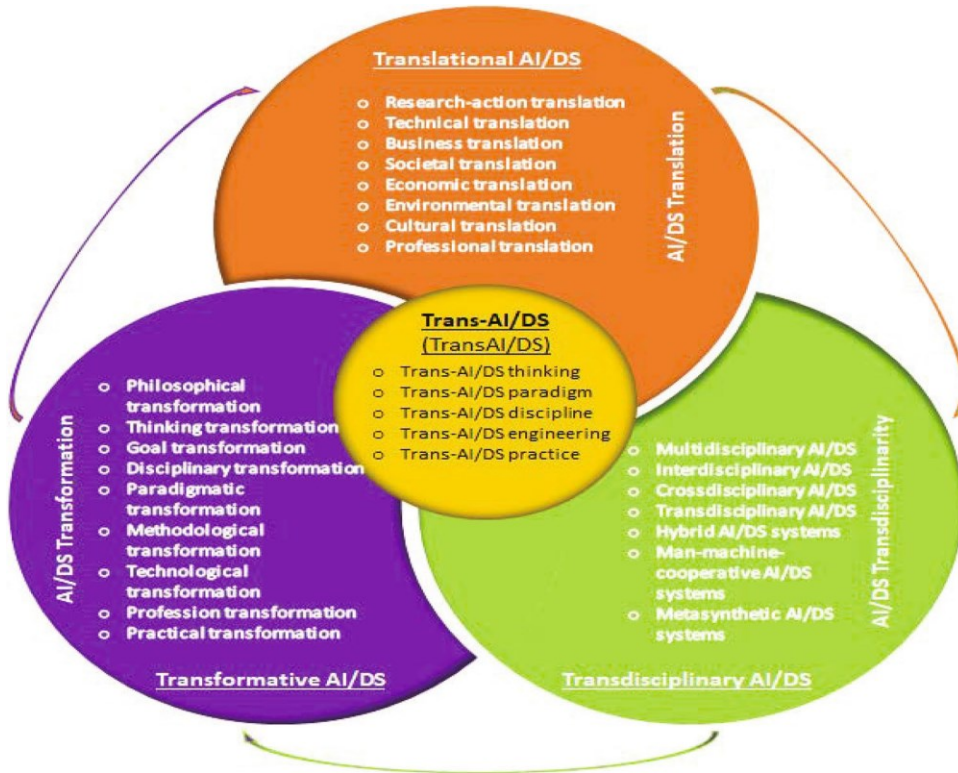 Translational AI/DS
o Research-action translation
o Technical translation
o Business translation
o Societal translation
o Economic translation
o Environmental translation
o Cultural translation
o Professional translation
AI/DS Translation
Trans-AI/DS
(TransAI/DS)
o Trans-AI/DS thinking
o Trans-AI/DS paradigm
o Trans-AI/DS discipline
o Trans-AI/DS engineering
o Trans-AI/DS practice
AI/DS Transformation
o Philosophical
transformation
o Thinking transformation
o Goal transformation
o Disciplinary transformation
o Paradigmatic
transformation
o Methodological
transformation
o Technological
transformation
o Profession transformation
o Practical transformation
Transformative AI/DS
o Multidisciplinary AI/DS
o Interdisciplinary AI/DS
o Crossdisciplinary AI/DS
o Transdisciplinary AI/DS
o Hybrid AI/DS systems
o Man-machine-
cooperative AI/DS
systems
o Metasynthetic AI/DS
systems
AI/DS Transdisciplinarity
Transdisciplinary AI/DS